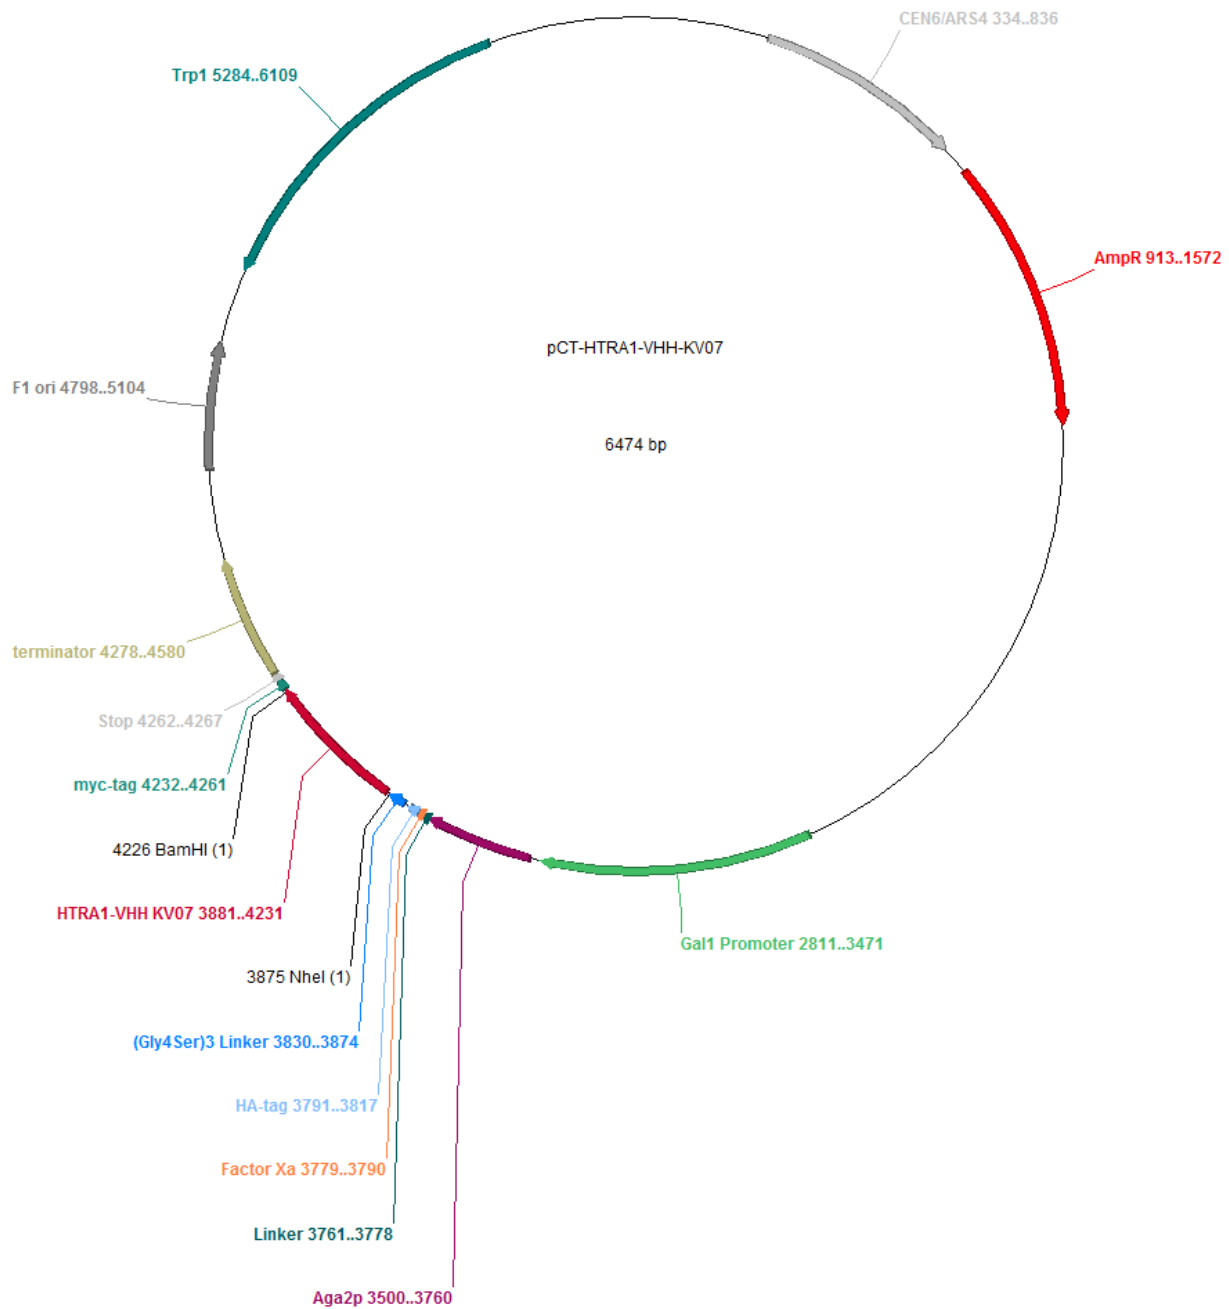 CEN6/ARS4 334..836
Trp1 5284..6109
AmpR 913..1572
pCT-HTRA1-VHH-KV07
F1 ori 4798..5104
6474 bp
terminator 4278..4580
Stop 4262..4267
myc-tag 4232..4261
4226 BamHI (1)
HTRA1-VHH KV07 3881..4231
Gal1 Promoter 2811..3471
3875 NheI (1)
(Gly4Ser)3 Linker 3830..3874
HA-tag 3791..3817
Factor Xa 3779..3790
Linker 3761..3778
Aga2p 3500..3760